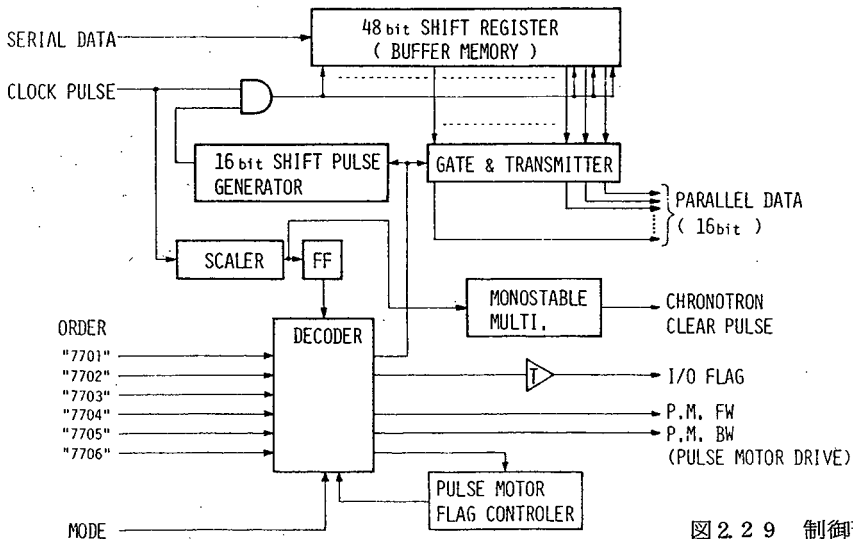 SERIAL DATA
48bit SHIFT REGISTER
( BUFFER MEMORY )
CLOCK PULSE
16bit SHIFT PULSE
GENERATOR
GATE & TRANSMITTER
PARALLEL DATA
( 16bit )
SCALER
FF
MONOSTABLE
MULTI.
CHRONOTRON
CLEAR PULSE
ORDER
DECODER
"7701"
"7702"
"7703"
"7704"
"7705"
"7706"
T
I/O FLAG
P.M. FW
P.M. BW
(PULSE MOTOR DRIVE)
PULSE MOTOR
FLAG CONTROLER
MODE
図2.29 制御